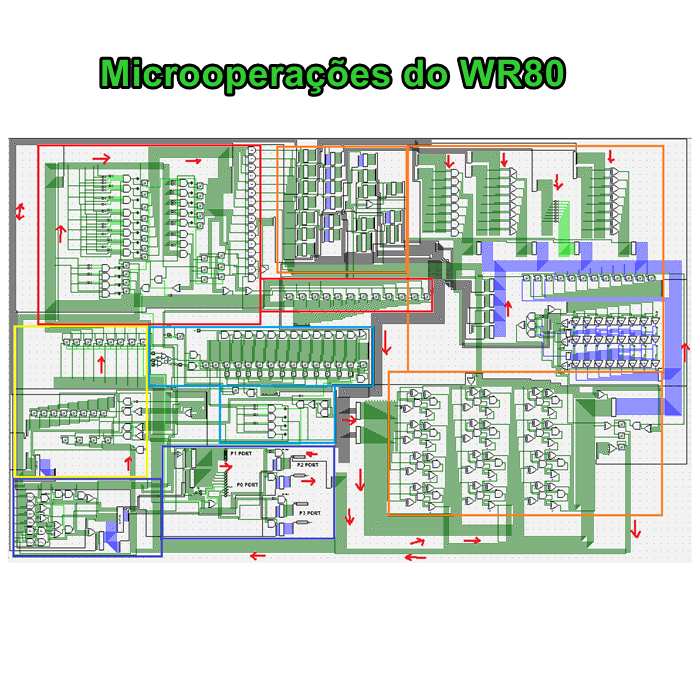 Microoperações do WR80
P1 PORT
P2 PORT
P0 PORT
P3 PORT